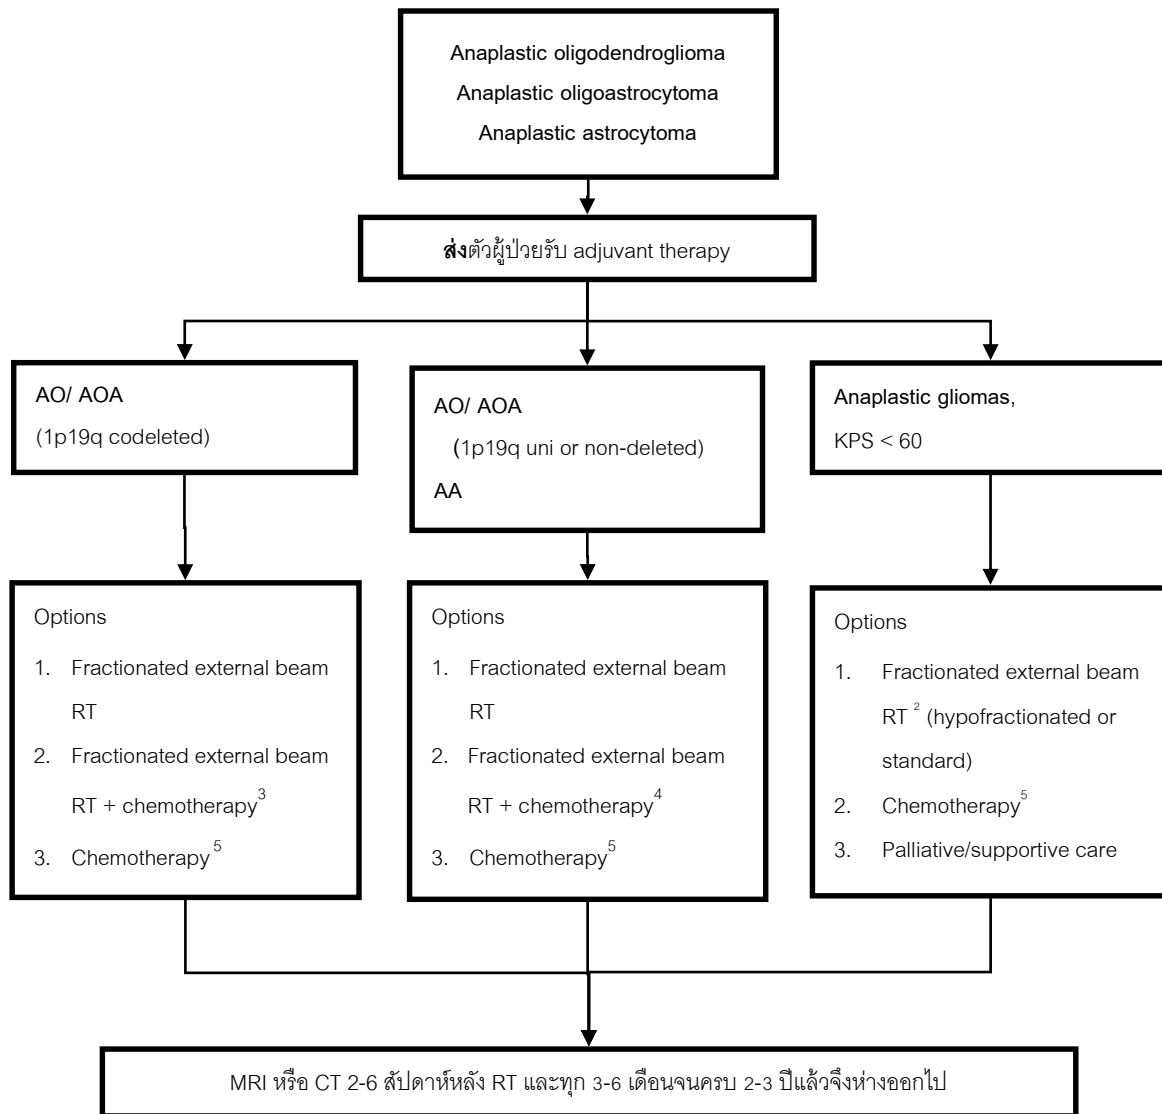 Anaplastic oligodendroglioma
Anaplastic oligoastrocytoma
Anaplastic astrocytoma
ส่งตัวผู้ป่วยรับ adjuvant therapy
AO/ AOA
(1p19q codeleted)
AO/ AOA
(1p19q uni or non-deleted)
AA
Anaplastic gliomas,
KPS < 60
Options
1. Fractionated external beam
RT
2. Fractionated external beam
RT + chemotherapy3
3. Chemotherapy 5
Options
1. Fractionated external beam
RT
2. Fractionated external beam
RT + chemotherapy4
3. Chemotherapy5
Options
1. Fractionated external beam
RT 2 (hypofractionated or
standard)
2. Chemotherapy5
3. Palliative/supportive care
MRI หรือ CT 2-6 สัปดาห์หลัง RT และทุก 3-6 เดือนจนครบ 2-3 ปีแล้วจึงห่างออกไป